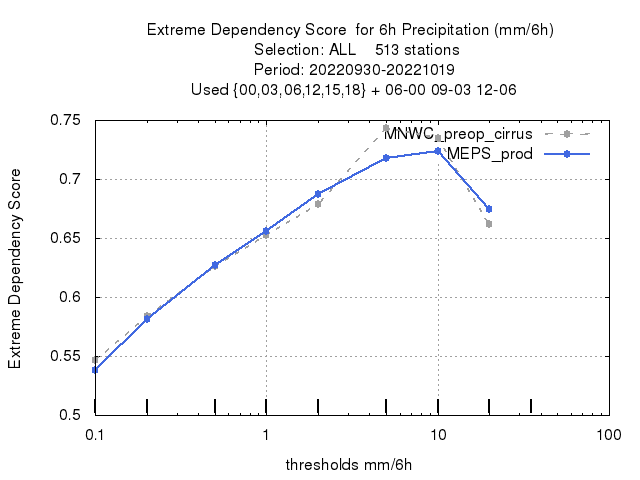 Extreme Dependency Score  for 6h Precipitation (mm/6h)
Selection: ALL    513 stations
Period: 20220930-20221019
Used {00,03,06,12,15,18} + 06-00 09-03 12-06
MNWC_preop_cirrus
MEPS_prod
Extreme Dependency Score
0.75
0.7
0.65
0.6
0.55
0.5
0.1
1
10
100
thresholds mm/6h